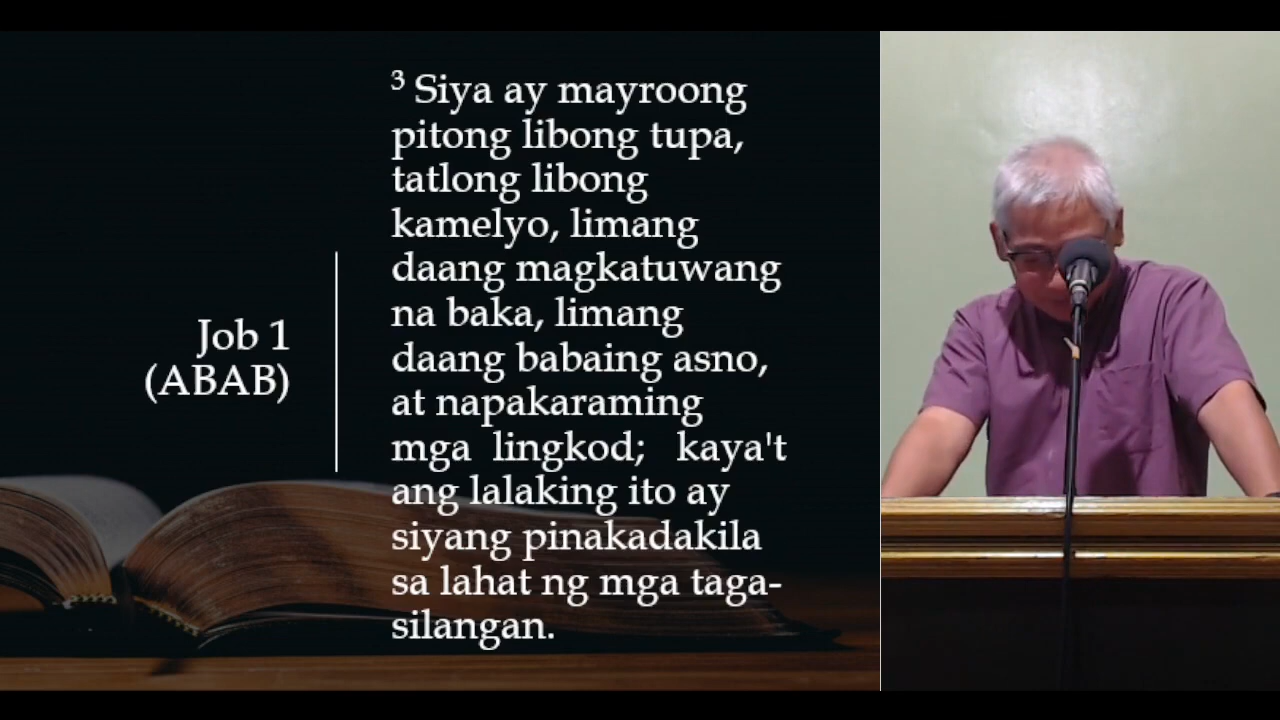 Job 1
(ABAB)
3 Siya ay mayroong
pitong libong tupa,
tatlong libong
kamelyo, limang
daang magkatuwang
na baka, limang
daang babaing asno,
at napakaraming
mga lingkod; kaya't
ang lalaking ito ay
siyang pinakadakila
sa lahat ng mga taga-
silangan.